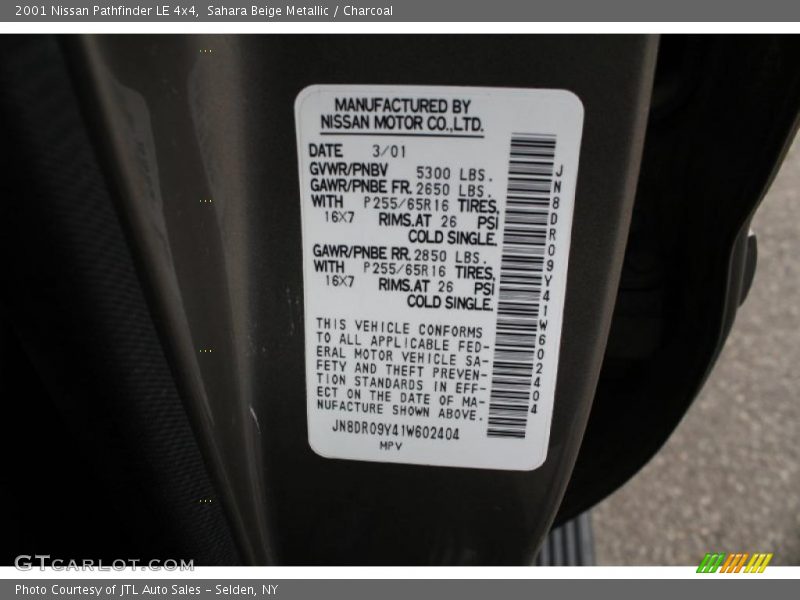 2001 Nissan Pathfinder LE 4x4, Sahara Beige Metallic / Charcoal
MANUFACTURED BY
NISSAN MOTOR CO.,LTD.
DATE 3/01
GVWR/PNBV 5300 LBS.
GAWR/PNBE FR. 2650 LBS.
WITH P255/65R16 TIRES,
16X7 RIMS.AT 26 PSI
COLD SINGLE.
GAWR/PNBE RR. 2850 LBS.
WITH P255/65R16 TIRES,
16X7 RIMS.AT 26 PSI
COLD SINGLE.
THIS VEHICLE CONFORMS
TO ALL APPLICABLE FED-
ERAL MOTOR VEHICLE SA-
FETY AND THEFT PREVEN-
TION STANDARDS IN EFF-
ECT ON THE DATE OF MA-
NUFACTURE SHOWN ABOVE.
JN8DR09Y41W602404
MPV
JN8DR09Y41W602404
GTCARLOT.COM
Photo Courtesy of JTL Auto Sales - Selden, NY